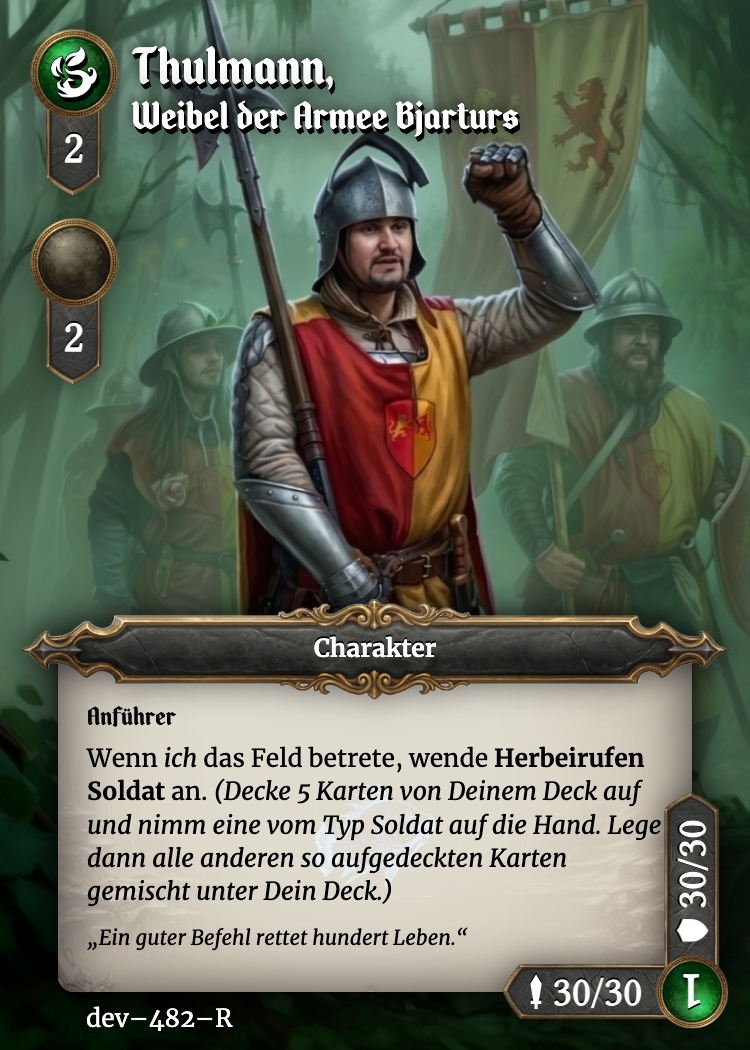 Thulmann,
Weibel der Armee Bjarturs
2
2
Charakter
Anführer
Wenn ich das Feld betrete, wende Herbeirufen
Soldat an. (Decke 5 Karten von Deinem Deck auf
und nimm eine vom Typ Soldat auf die Hand. Lege
dann alle anderen so aufgedeckten Karten
gemischt unter Dein Deck.)
„Ein guter Befehl rettet hundert Leben.“
30/30
30/30
1
dev–482–R